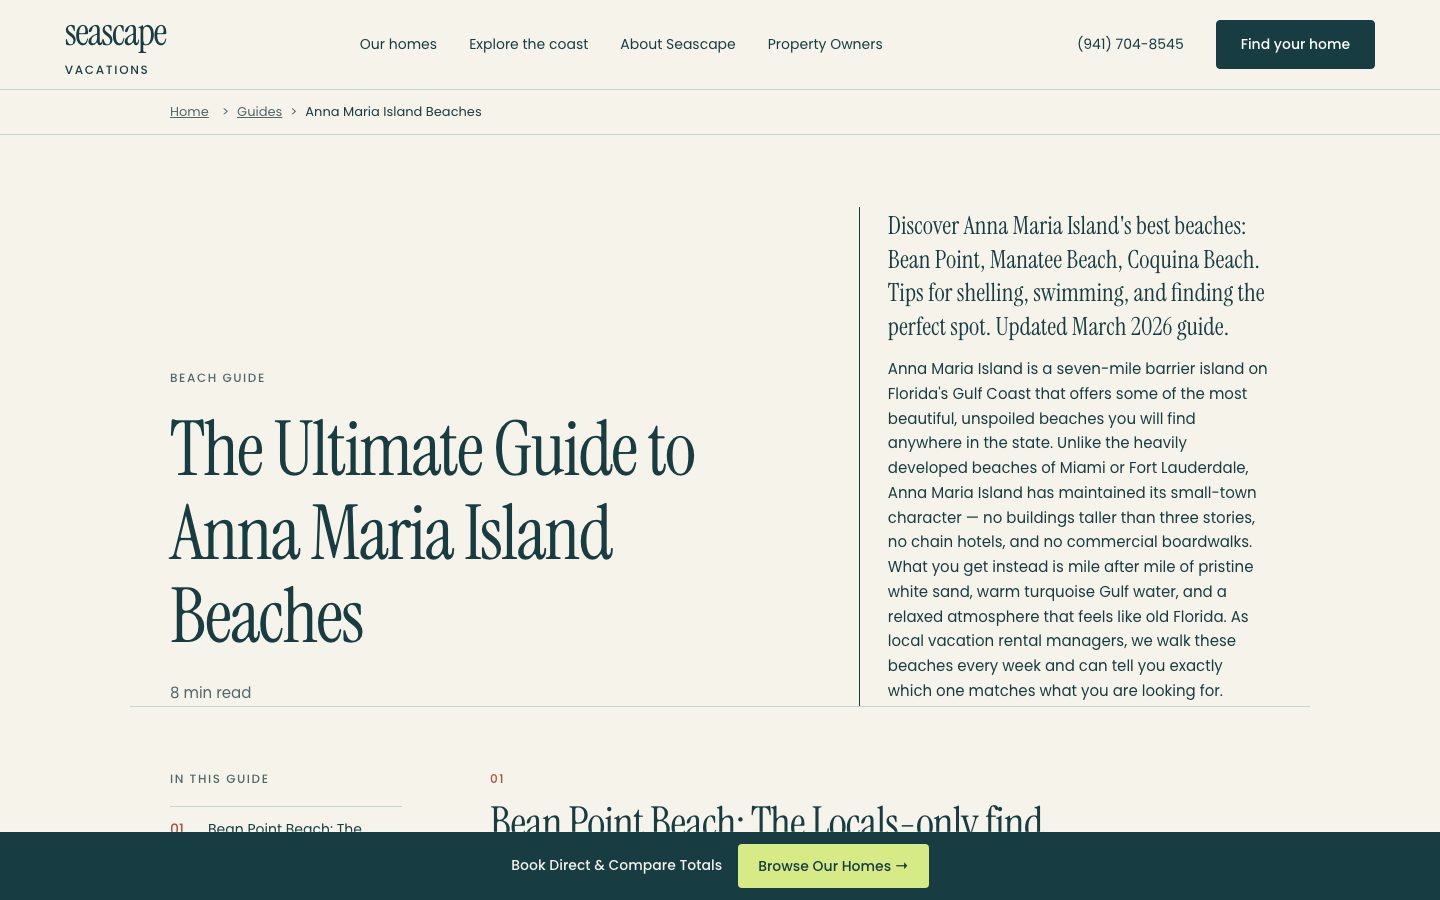 seascape
VACATIONS
Our homes
Explore the coast
About Seascape
Property Owners
(941) 704-8545
Find your home
Home > Guides > Anna Maria Island Beaches
BEACH GUIDE
The Ultimate Guide to
Anna Maria Island
Beaches
8 min read
Discover Anna Maria Island's best beaches:
Bean Point, Manatee Beach, Coquina Beach.
Tips for shelling, swimming, and finding the
perfect spot. Updated March 2026 guide.
Anna Maria Island is a seven-mile barrier island on
Florida's Gulf Coast that offers some of the most
beautiful, unspoiled beaches you will find
anywhere in the state. Unlike the heavily
developed beaches of Miami or Fort Lauderdale,
Anna Maria Island has maintained its small-town
character — no buildings taller than three stories,
no chain hotels, and no commercial boardwalks.
What you get instead is mile after mile of pristine
white sand, warm turquoise Gulf water, and a
relaxed atmosphere that feels like old Florida. As
local vacation rental managers, we walk these
beaches every week and can tell you exactly
which one matches what you are looking for.
IN THIS GUIDE
01 Bean Point Beach: The
01
Bean Point Beach: The Locals-only find
Book Direct & Compare Totals
Browse Our Homes →